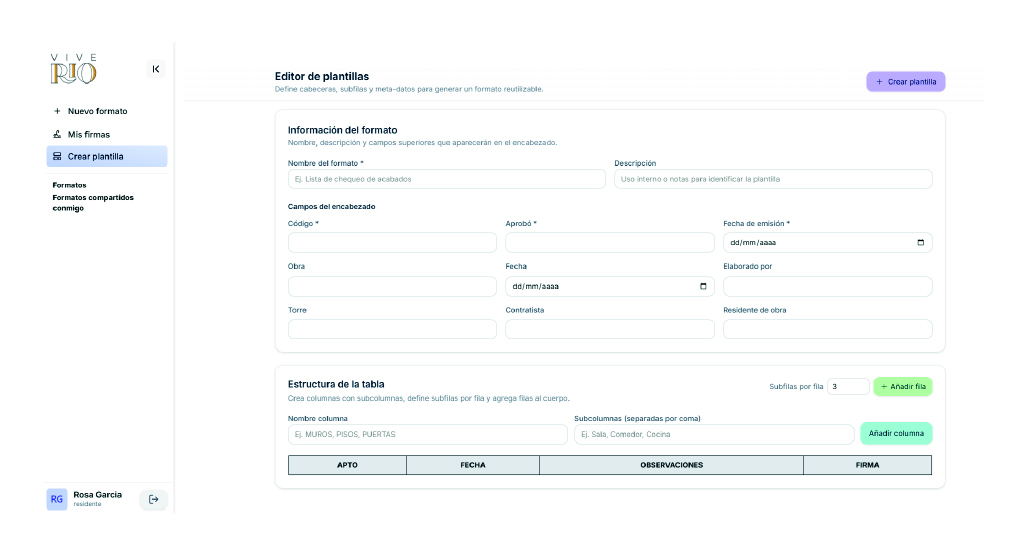 VIVE
RIO
Nuevo formato
Mis firmas
Crear plantilla
Formatos
Formatos compartidos
conmigo
RG
Rosa Garcia
residente
Editor de plantillas
Define cabeceras, subfilas y meta-datos para generar un formato reutilizable.
+ Crear plantilla
Información del formato
Nombre, descripción y campos superiores que aparecerán en el encabezado.
Nombre del formato * Descripción
Ej. Lista de chequeo de acabados Uso interno o notas para identificar la plantilla
Campos del encabezado
Código * Aprobó * Fecha de emisión *
dd/mm/aaaa
Obra Fecha Elaborado por
dd/mm/aaaa
Torre Contratista Residente de obra
Estructura de la tabla
Crea columnas con subcolumnas, define subfilas por fila y agrega filas al cuerpo.
Subfilas por fila 3 + Añadir fila
Nombre columna Subcolumnas (separadas por coma)
Ej. MUROS, PISOS, PUERTAS Ej. Sala, Comedor, Cocina Añadir columna
APTO FECHA OBSERVACIONES FIRMA